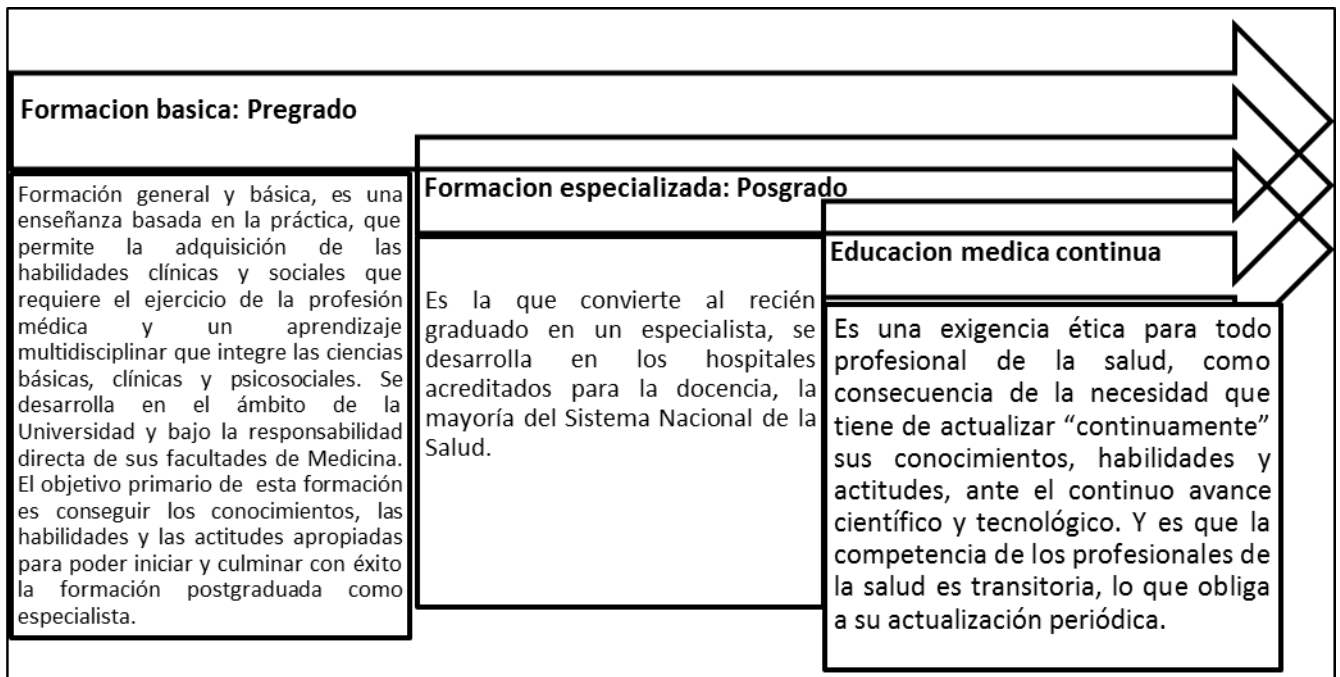 Formacion basica: Pregrado
Formación general y básica, es una
enseñanza basada en la práctica, que
permite la adquisición de las
habilidades clínicas y sociales que
requiere el ejercicio de la profesión
médica y un aprendizaje
multidisciplinar que integre las ciencias
básicas, clínicas y psicosociales. Se
desarrolla en el ámbito de la
Universidad y bajo la responsabilidad
directa de sus facultades de Medicina.
El objetivo primario de esta formación
es conseguir los conocimientos, las
habilidades y las actitudes apropiadas
para poder iniciar y culminar con éxito
la formación postgraduada como
especialista.
Formacion especializada: Posgrado
Es la que convierte al recién
graduado en un especialista, se
desarrolla en los hospitales
acreditados para la docencia, la
mayoría del Sistema Nacional de la
Salud.
Educacion medica continua
Es una exigencia ética para todo
profesional de la salud, como
consecuencia de la necesidad que
tiene de actualizar “continuamente”
sus conocimientos, habilidades y
actitudes, ante el continuo avance
científico y tecnológico. Y es que la
competencia de los profesionales de
la salud es transitoria, lo que obliga
a su actualización periódica.